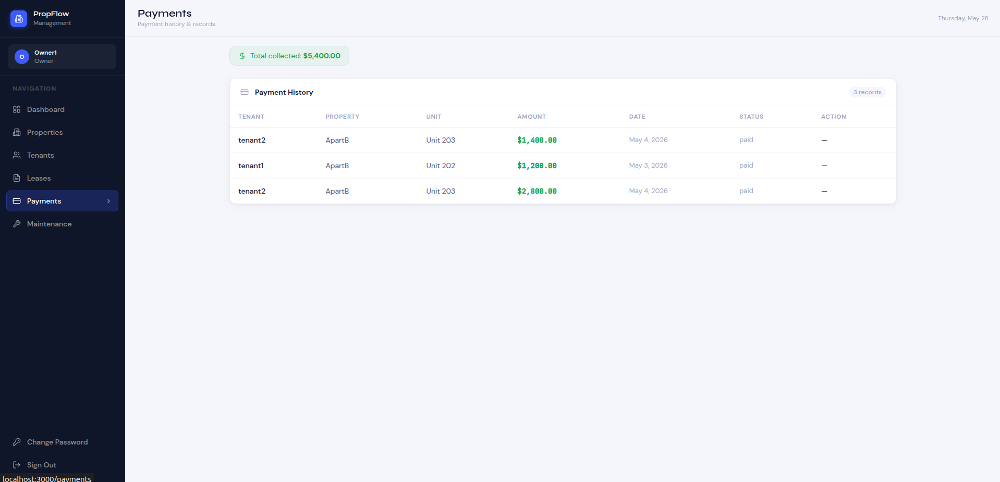 PropFlow
Management
O
Owner1
Owner
NAVIGATION
Dashboard
Properties
Tenants
Leases
Payments
Maintenance
Change Password
Sign Out
localhost:3000/payments
Payments
Payment history & records
Thursday, May 28
$ Total collected: $5,400.00
Payment History
3 records
TENANT PROPERTY UNIT AMOUNT DATE STATUS ACTION
tenant2 ApartB Unit 203 $1,400.00 May 4, 2026 paid —
tenant1 ApartB Unit 202 $1,200.00 May 3, 2026 paid —
tenant2 ApartB Unit 203 $2,800.00 May 4, 2026 paid —